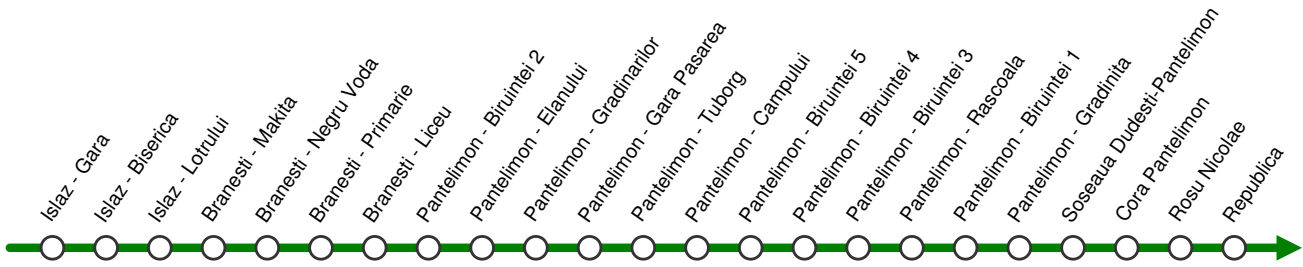 Islaz - Gara
Islaz - Biserica
Islaz - Lotrului
Branesti - Makita
Branesti - Negru Voda
Branesti - Primarie
Branesti - Liceu
Pantelimon - Biruintei 2
Pantelimon - Elanului
Pantelimon - Gradinarilor
Pantelimon - Gara Pasarea
Pantelimon - Tuborg
Pantelimon - Campului
Pantelimon - Biruintei 5
Pantelimon - Biruintei 4
Pantelimon - Biruintei 3
Pantelimon - Rascoala
Pantelimon - Biruintei 1
Pantelimon - Gradinita
Soseaua Dudesti-Pantelimon
Cora Pantelimon
Rosu Nicolae
Republica